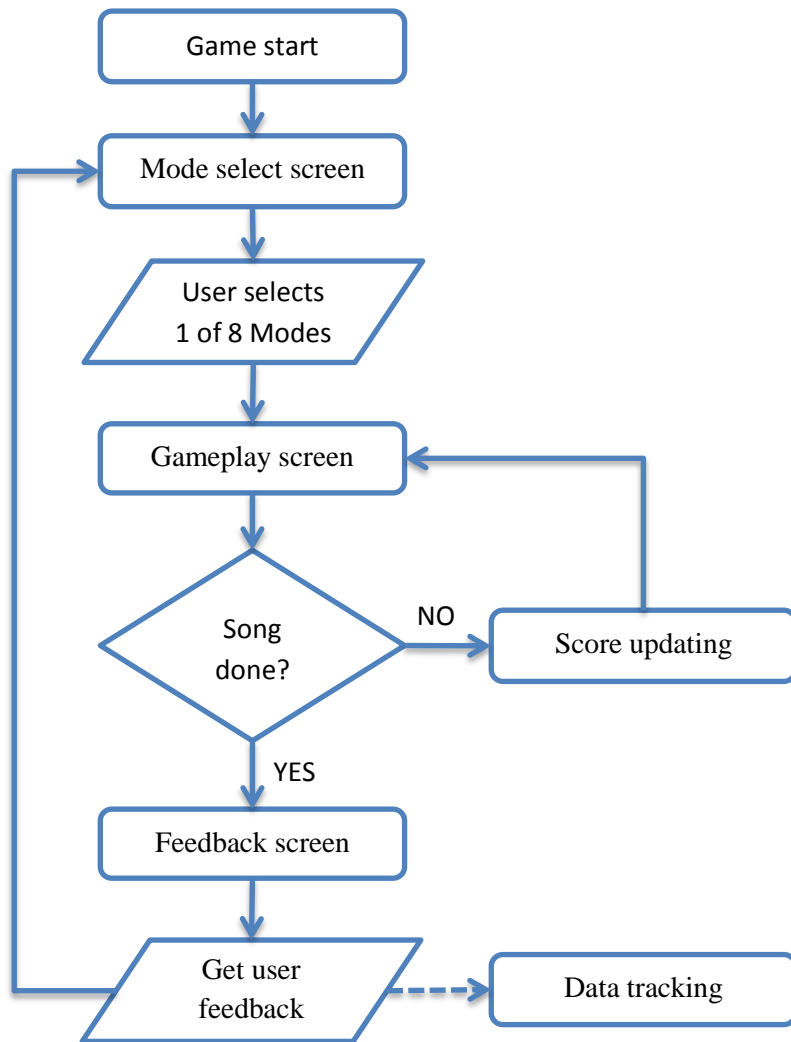 Game start
Mode select screen
User selects
1 of 8 Modes
Gameplay screen
Song
done?
NO
Score updating
YES
Feedback screen
Get user
feedback
Data tracking